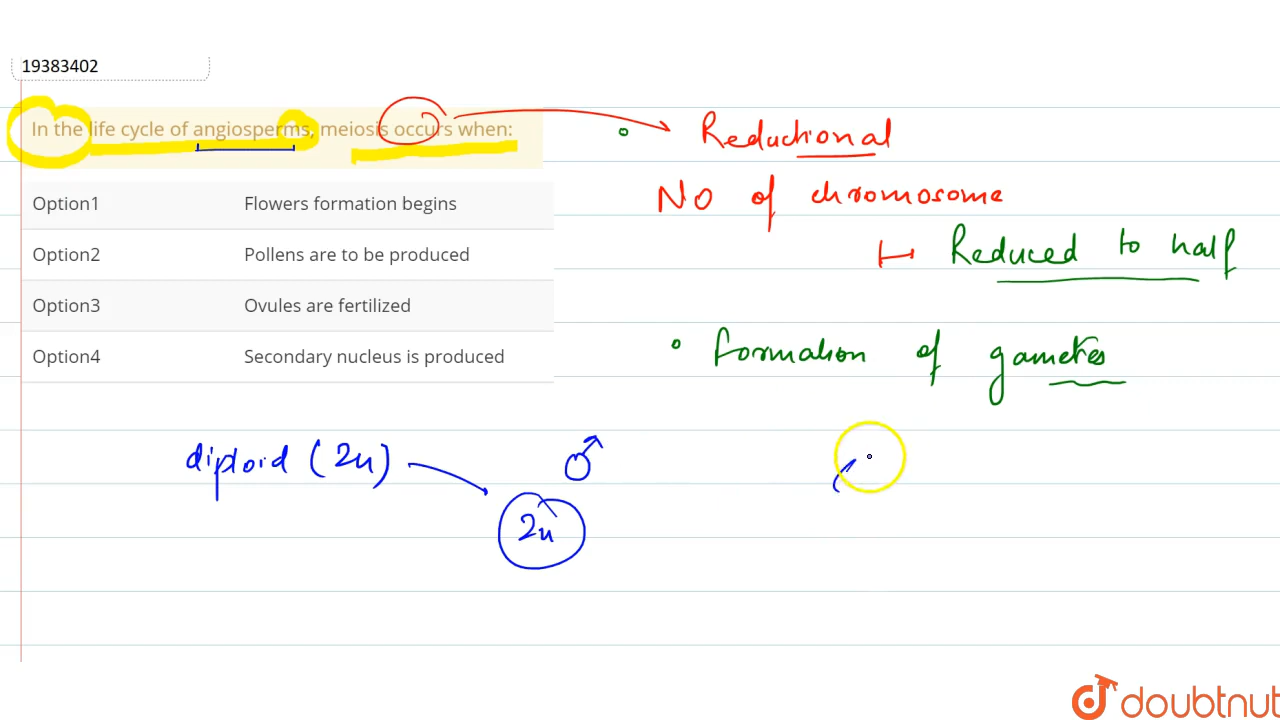 19383402
In the life cycle of angiosperms, meiosis occurs when:
Option1 Flowers formation begins
Option2 Pollens are to be produced
Option3 Ovules are fertilized
Option4 Secondary nucleus is produced
Reductional
No of chromosome
Reduced to half
formation of gametes
diploid (2n)
♂
2n
doubtnut